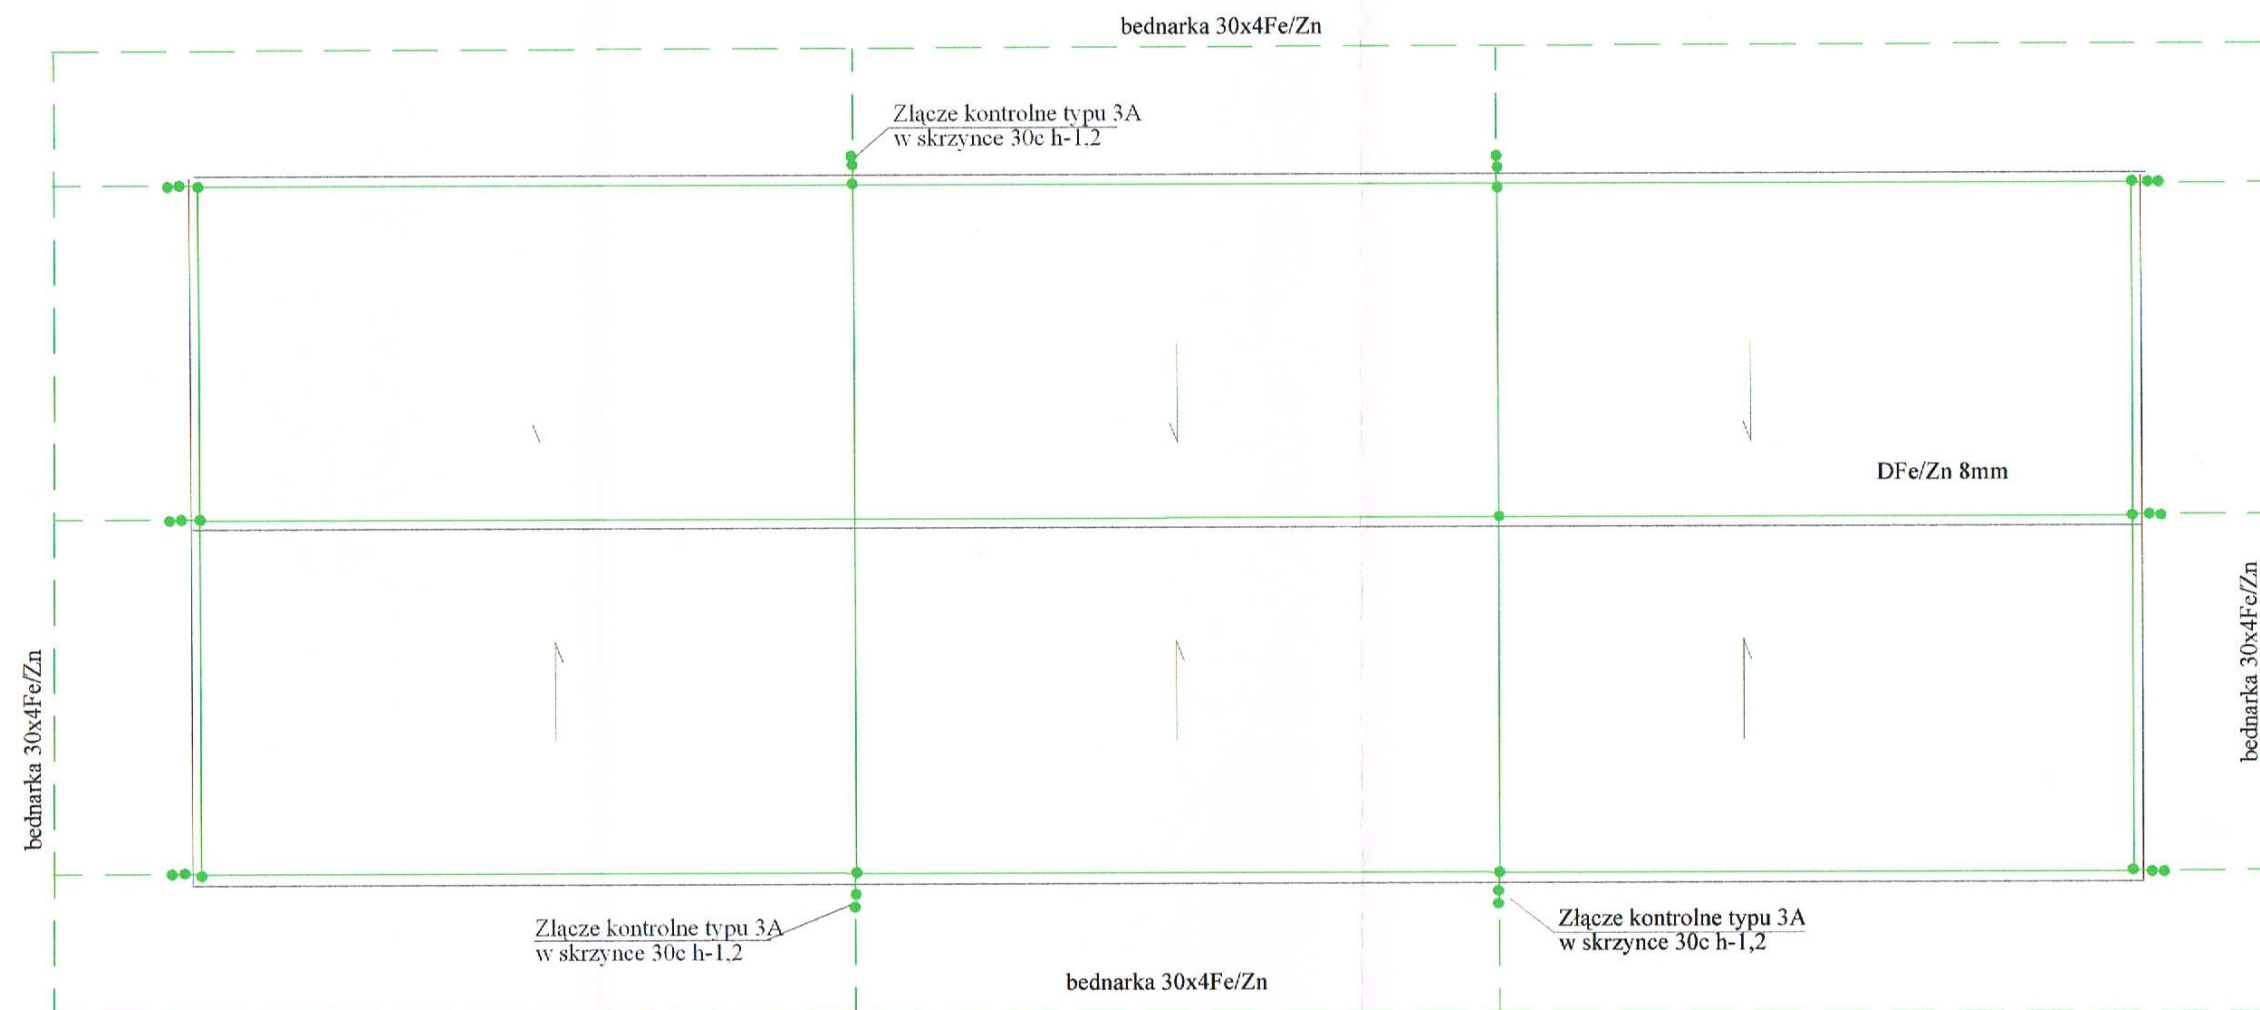 bednarka 30x4Fe/Zn
Złącze kontrolne typu 3A
w skrzynce 30c h-1.2
DFe/Zn 8mm
bednarka 30x4Fe/Zn
bednarka 30x4Fe/Zn
Złącze kontrolne typu 3A
w skrzynce 30c h-1,2
Złącze kontrolne typu 3A
w skrzynce 30c h-1,2
bednarka 30x4Fe/Zn